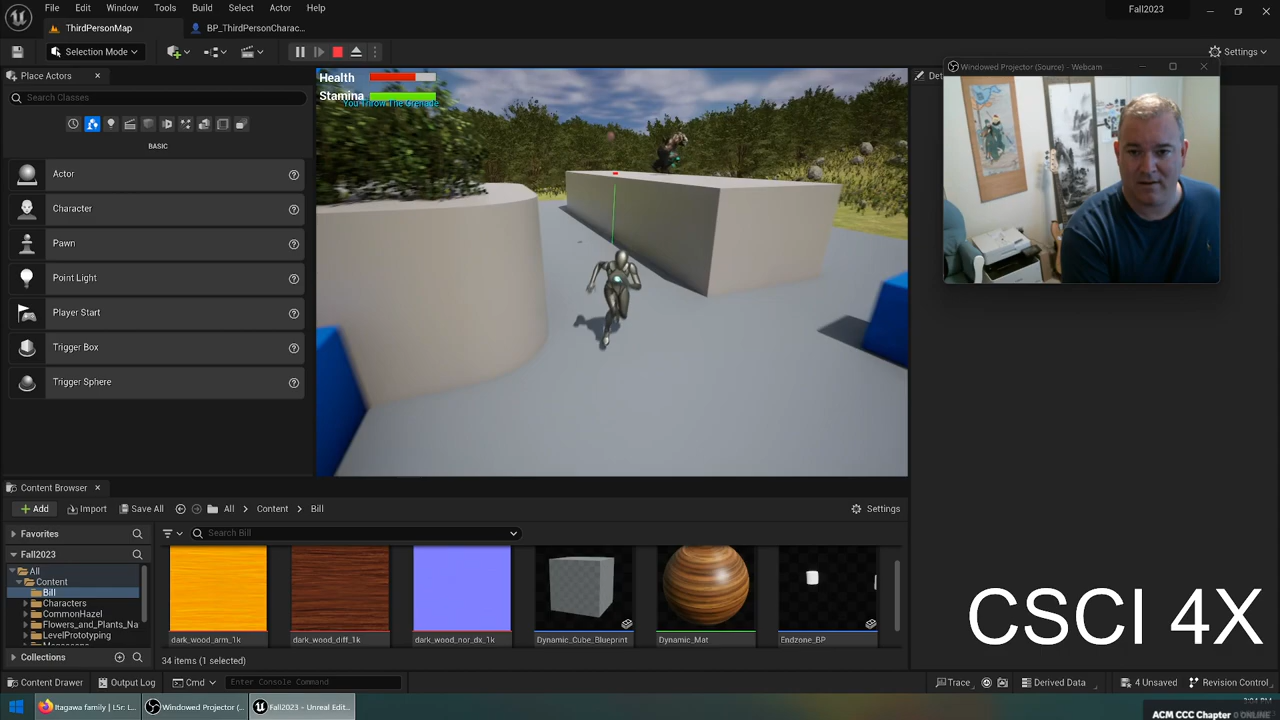 File Edit Window Tools Build Select Actor Help
Fall2023
ThirdPersonMap
BP_ThirdPersonCharac...
Selection Mode
Settings
Place Actors
Search Classes
BASIC
Actor
Character
Pawn
Point Light
Player Start
Trigger Box
Trigger Sphere
Health
Stamina
You Throw The Grenade
Windowed Projector (Source) - Webcam
Content Browser
Add
Import
Save All
All
Content
Bill
Settings
Favorites
Search Bill
Fall2023
All
Content
Bill
Characters
CommonHazel
Flowers_and_Plants_Na
LevelPrototyping
Collections
dark_wood_arm_1k
dark_wood_diff_1k
dark_wood_nor_dx_1k
Dynamic_Cube_Blueprint
Dynamic_Mat
Endzone_BP
34 items (1 selected)
CSCI 4X
Content Drawer
Output Log
Cmd
Enter Console Command
Trace
Derived Data
4 Unsaved
Revision Control
Itagawa family | l5r: l...
Windowed Projector (...
Fall2023 - Unreal Edit...
ACM CCC Chapter 0 ONLINE